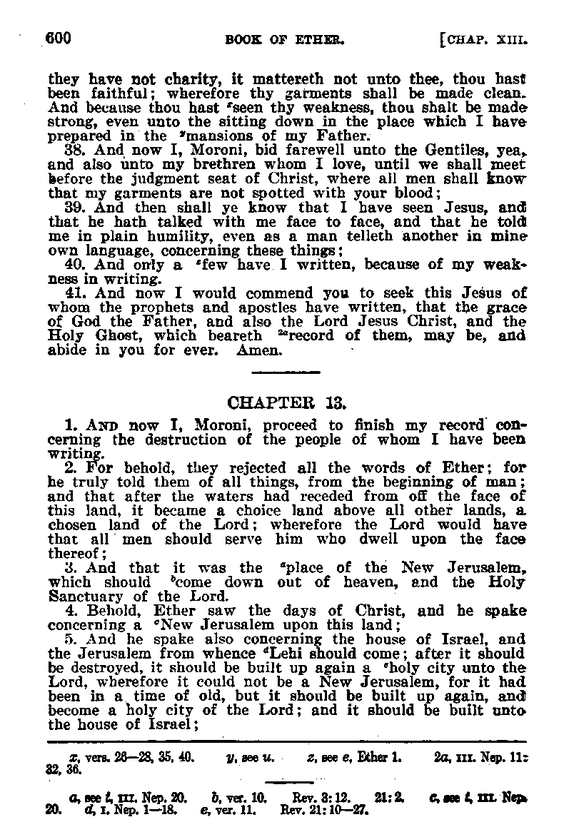 600 BOOK OF ETHER. [CHAP. XIII.
they have not charity, it mattereth not unto thee, thou hast
been faithful; wherefore thy garments shall be made clean.
And because thou hast ˣseen thy weakness, thou shalt be made
strong, even unto the sitting down in the place which I have
prepared in the ʸmansions of my Father.
38. And now I, Moroni, bid farewell unto the Gentiles, yea,
and also unto my brethren whom I love, until we shall meet
before the judgment seat of Christ, where all men shall know
that my garments are not spotted with your blood;
39. And then shall ye know that I have seen Jesus, and
that he hath talked with me face to face, and that he told
me in plain humility, even as a man telleth another in mine
own language, concerning these things;
40. And only a ᶻfew have I written, because of my weak-
ness in writing.
41. And now I would commend you to seek this Jesus of
whom the prophets and apostles have written, that the grace
of God the Father, and also the Lord Jesus Christ, and the
Holy Ghost, which beareth ²ᵃrecord of them, may be, and
abide in you for ever. Amen.
CHAPTER 13.
1. AND now I, Moroni, proceed to finish my record con-
cerning the destruction of the people of whom I have been
writing.
2. For behold, they rejected all the words of Ether; for
he truly told them of all things, from the beginning of man;
and that after the waters had receded from off the face of
this land, it became a choice land above all other lands, a
chosen land of the Lord; wherefore the Lord would have
that all men should serve him who dwell upon the face
thereof;
3. And that it was the ᵃplace of the New Jerusalem,
which should ᵇcome down out of heaven, and the Holy
Sanctuary of the Lord.
4. Behold, Ether saw the days of Christ, and he spake
concerning a ᶜNew Jerusalem upon this land;
5. And he spake also concerning the house of Israel, and
the Jerusalem from whence ᵈLehi should come; after it should
be destroyed, it should be built up again a ᵉholy city unto the
Lord, wherefore it could not be a New Jerusalem, for it had
been in a time of old, but it should be built up again, and
become a holy city of the Lord; and it should be built unto
the house of Israel;
x, vers. 26—28, 35, 40. y, see u. z, see e, Ether 1. 2a, III. Nep. 11:
32, 36.
a, see i, III. Nep. 20. b, ver. 10. Rev. 3:12. 21:2. c, see i, III. Nep.
20. d, I. Nep. 1—18. e, ver. 11. Rev. 21:10—27.